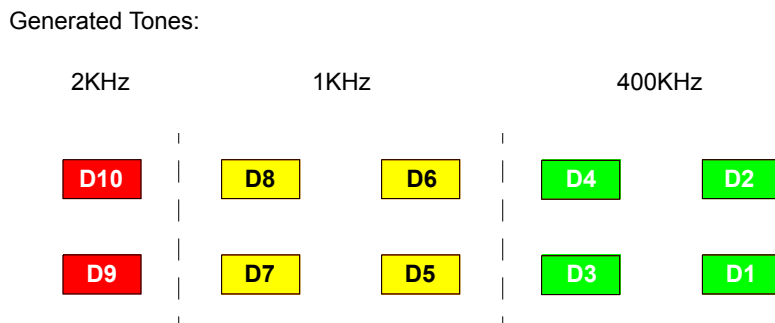 Generated Tones:
2KHz 1KHz 400KHz
D10 D8 D6 D4 D2
D9 D7 D5 D3 D1